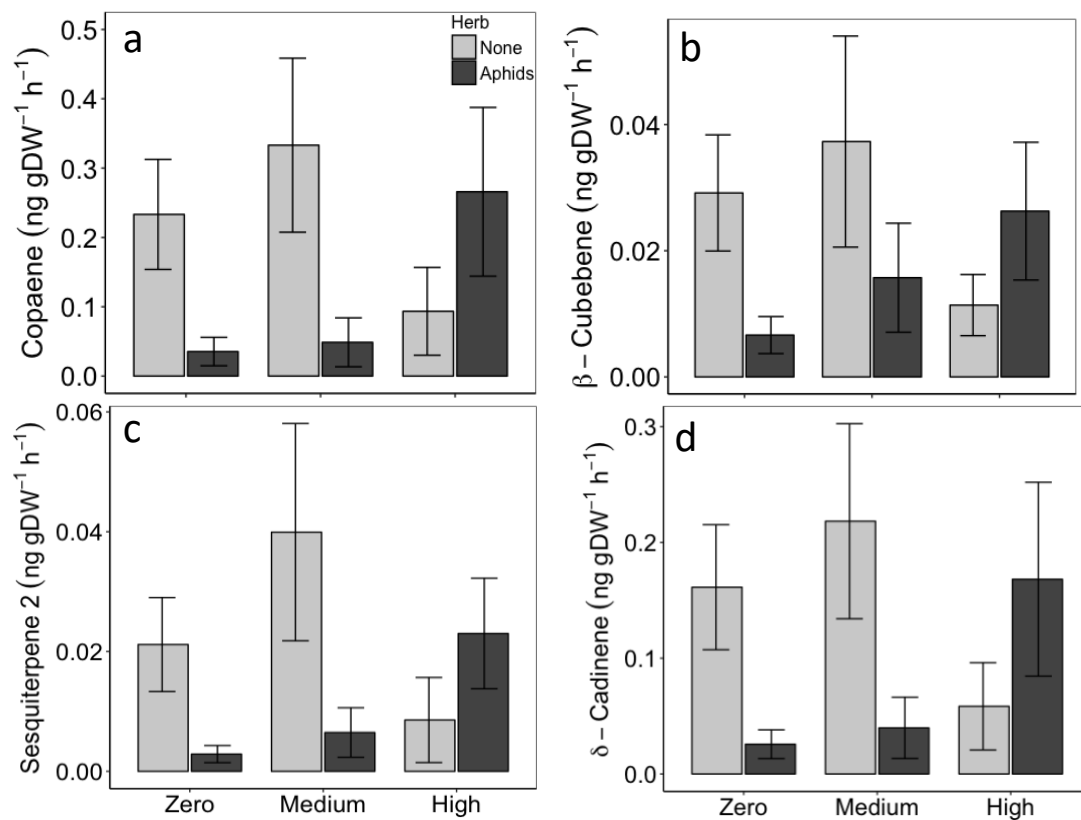 a
Herb
None
Aphids
Copaene (ng gDW⁻¹ h⁻¹)
0.5
0.4
0.3
0.2
0.1
0.0
b
β − Cubebene (ng gDW⁻¹ h⁻¹)
0.04
0.02
0.00
c
Sesquiterpene 2 (ng gDW⁻¹ h⁻¹)
0.06
0.04
0.02
0.00
Zero Medium High
d
δ − Cadinene (ng gDW⁻¹ h⁻¹)
0.3
0.2
0.1
0.0
Zero Medium High